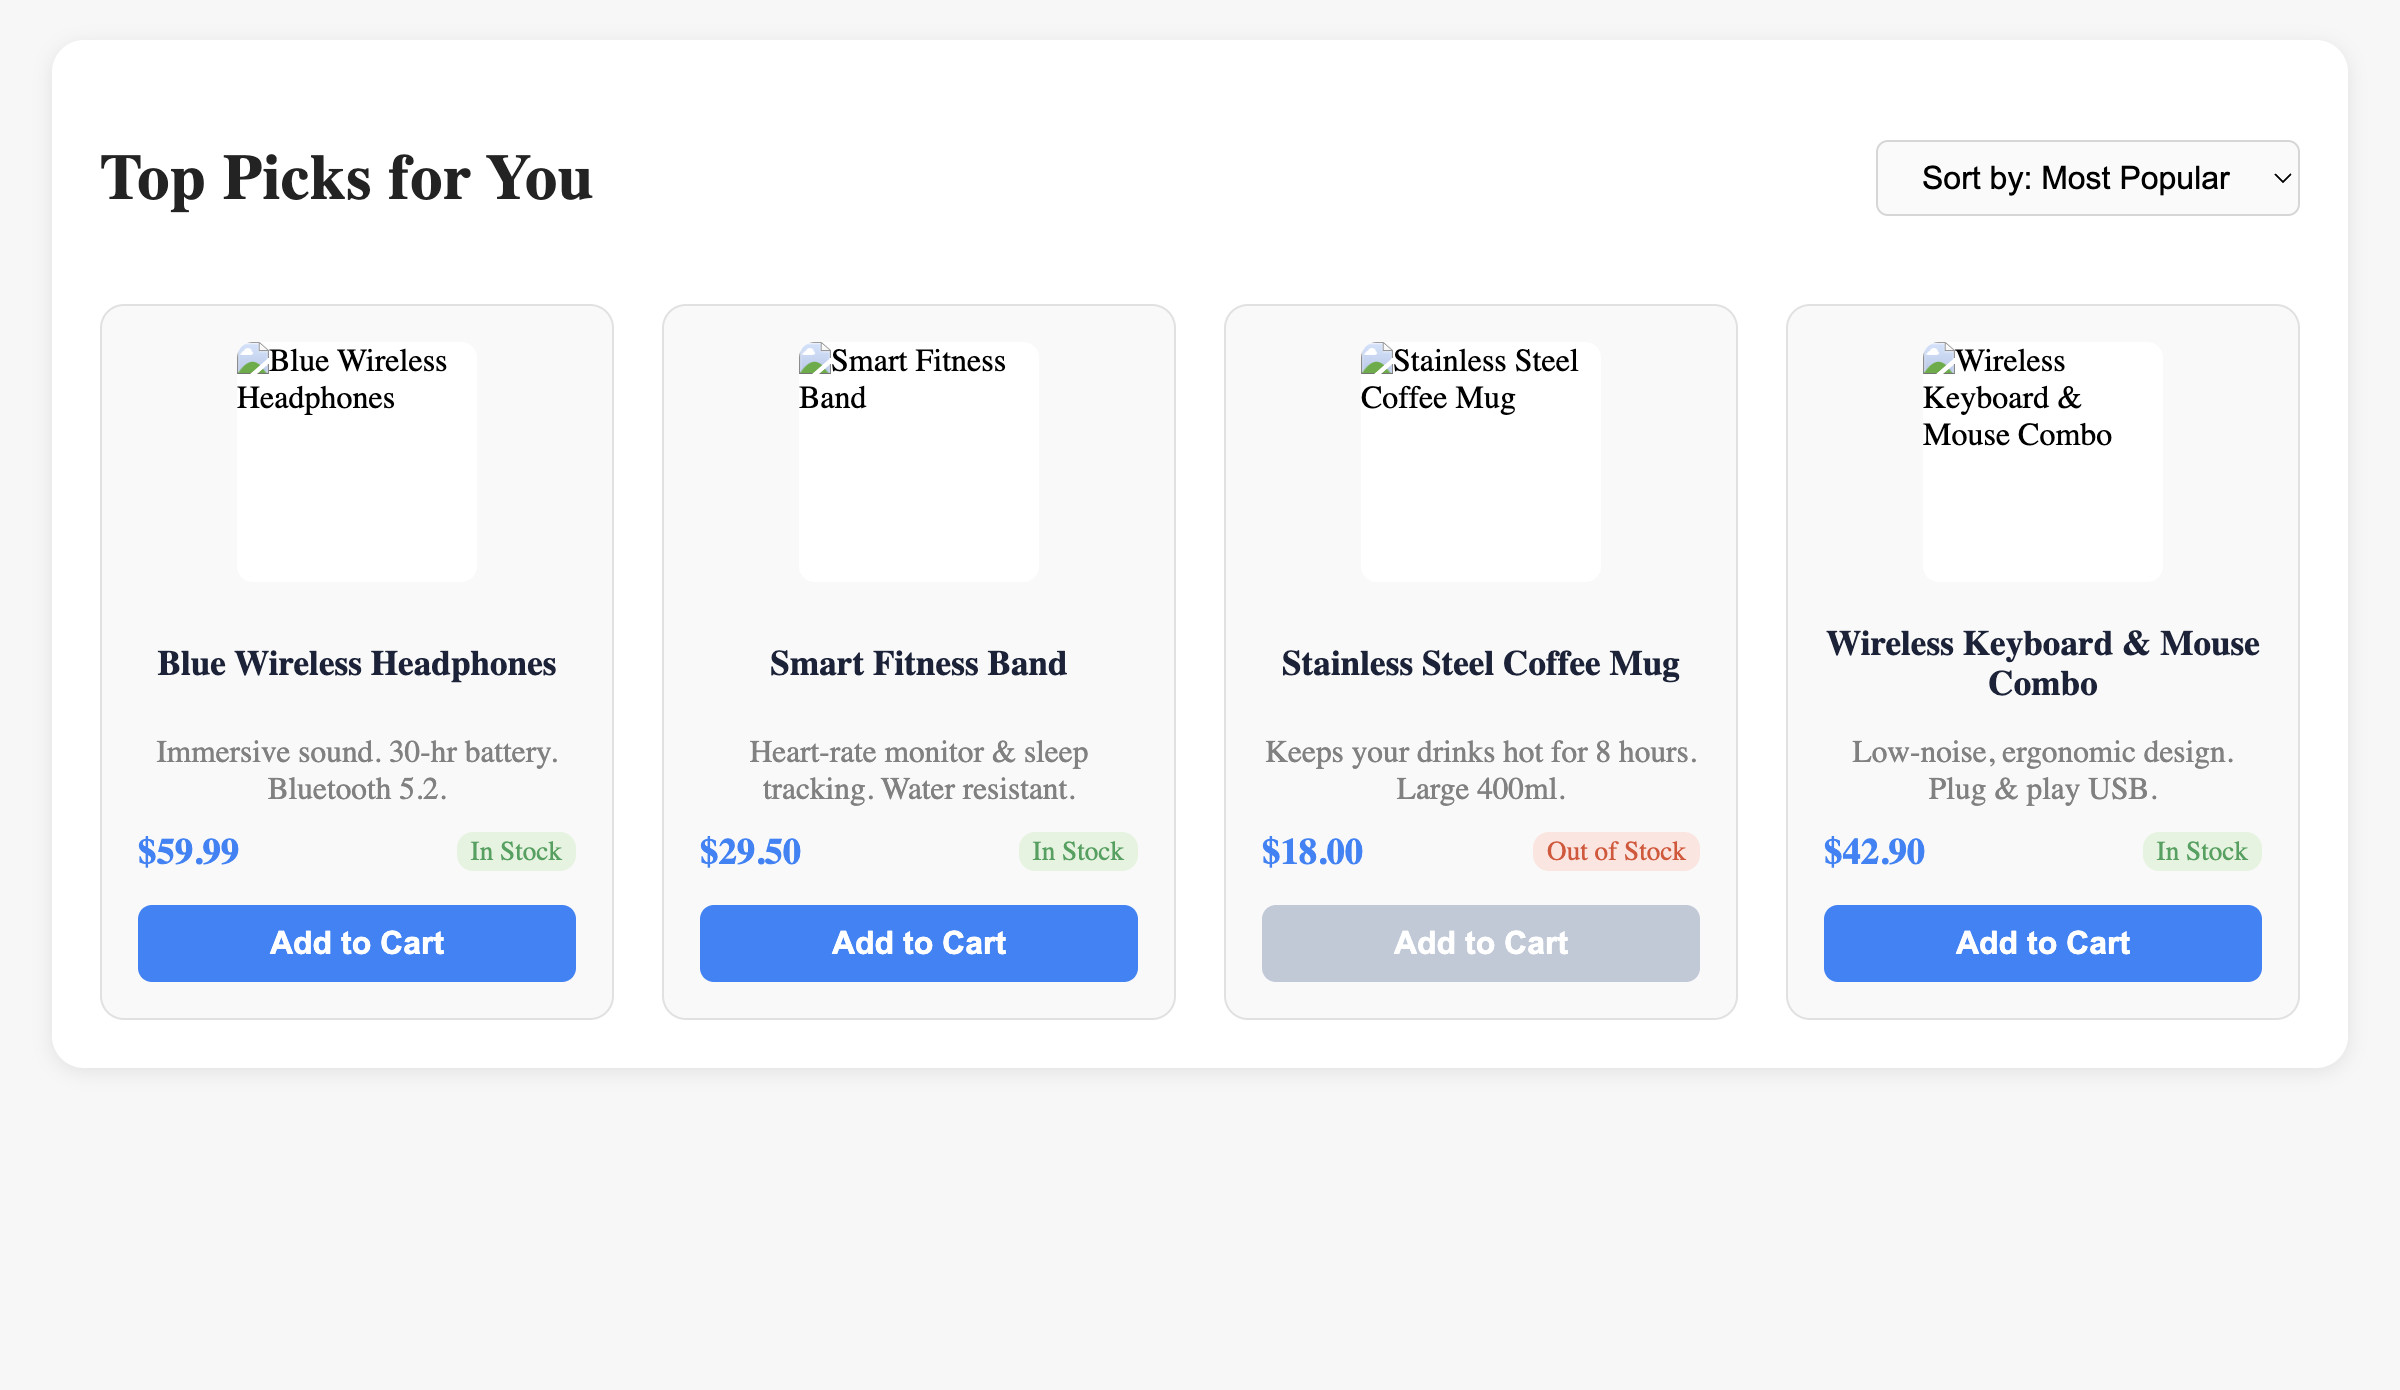 Top Picks for You
Sort by: Most Popular
Blue Wireless
Headphones
Blue Wireless Headphones
Immersive sound. 30-hr battery.
Bluetooth 5.2.
$59.99
In Stock
Add to Cart
Smart Fitness
Band
Smart Fitness Band
Heart-rate monitor & sleep
tracking. Water resistant.
$29.50
In Stock
Add to Cart
Stainless Steel
Coffee Mug
Stainless Steel Coffee Mug
Keeps your drinks hot for 8 hours.
Large 400ml.
$18.00
Out of Stock
Add to Cart
Wireless
Keyboard &
Mouse Combo
Wireless Keyboard & Mouse
Combo
Low-noise, ergonomic design.
Plug & play USB.
$42.90
In Stock
Add to Cart